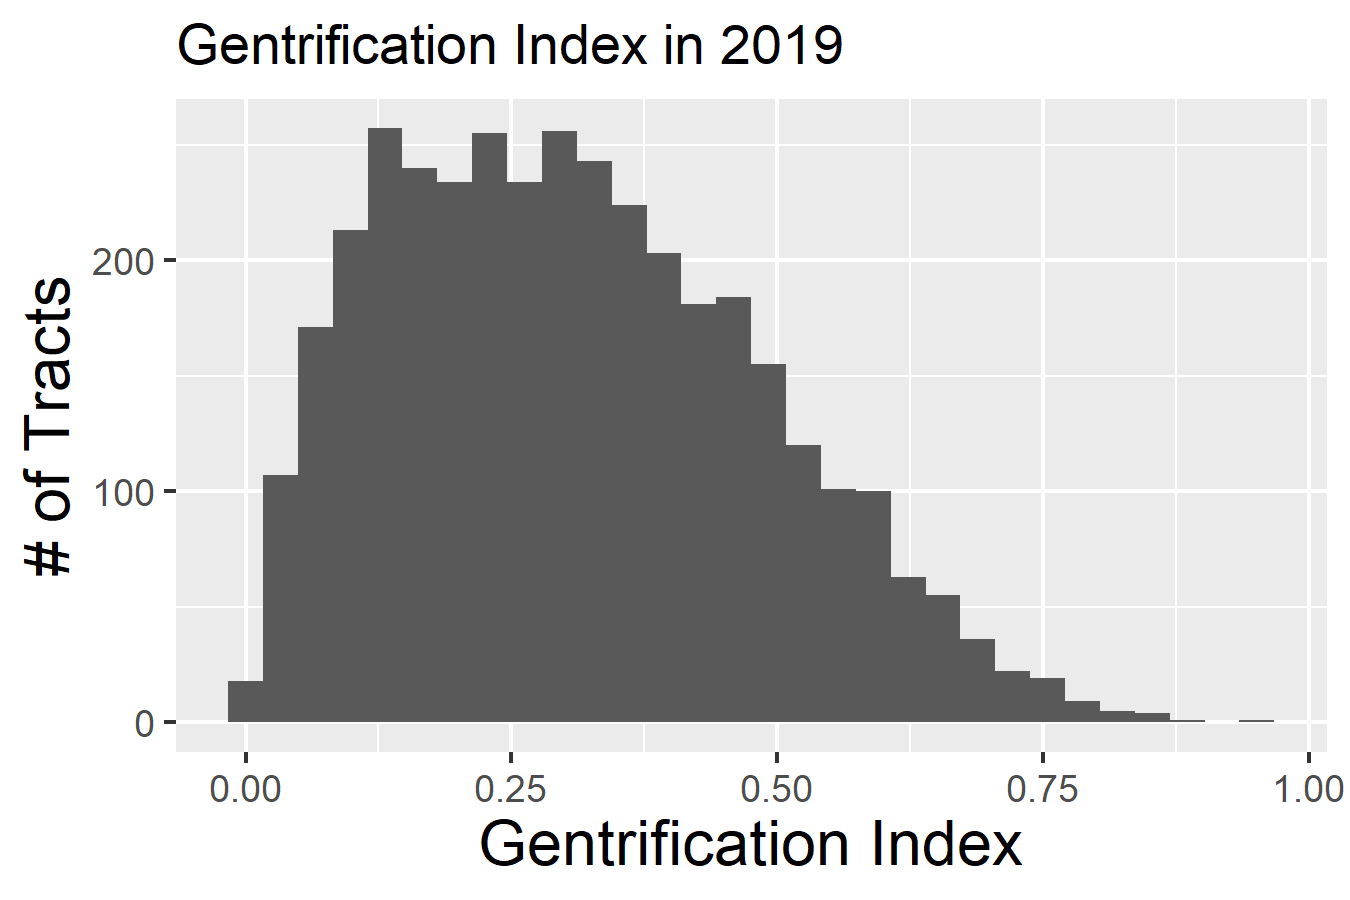 Gentrification Index in 2019
# of Tracts
200
100
0
0.00 0.25 0.50 0.75 1.00
Gentrification Index